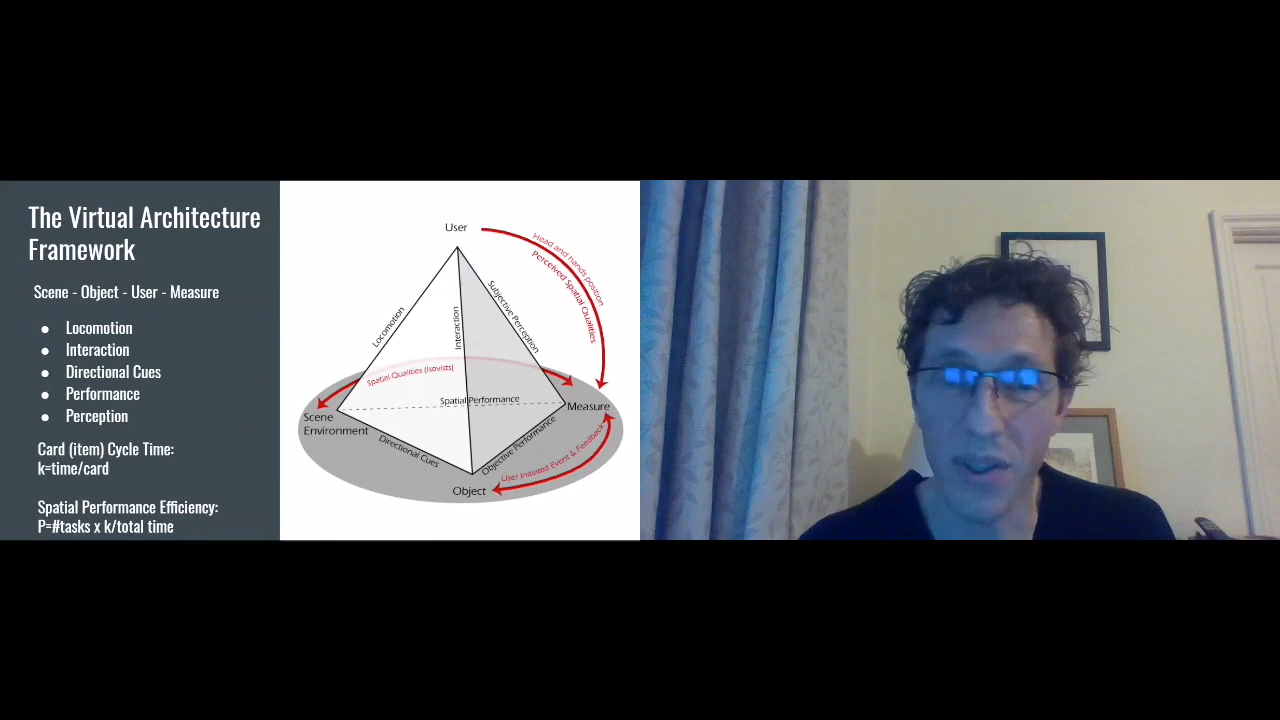 The Virtual Architecture
Framework
Scene - Object - User - Measure
● Locomotion
● Interaction
● Directional Cues
● Performance
● Perception
Card (item) Cycle Time:
k=time/card
Spatial Performance Efficiency:
P=#tasks x k/total time
User
Head and hands position
Perceived Spatial Qualities
Locomotion
Interaction
Subjective Perception
Spatial Qualities (Isovists)
Spatial Performance
Measure
Scene
Environment
Directional Cues
Objective Performance
User Initiated Event & Feedback
Object